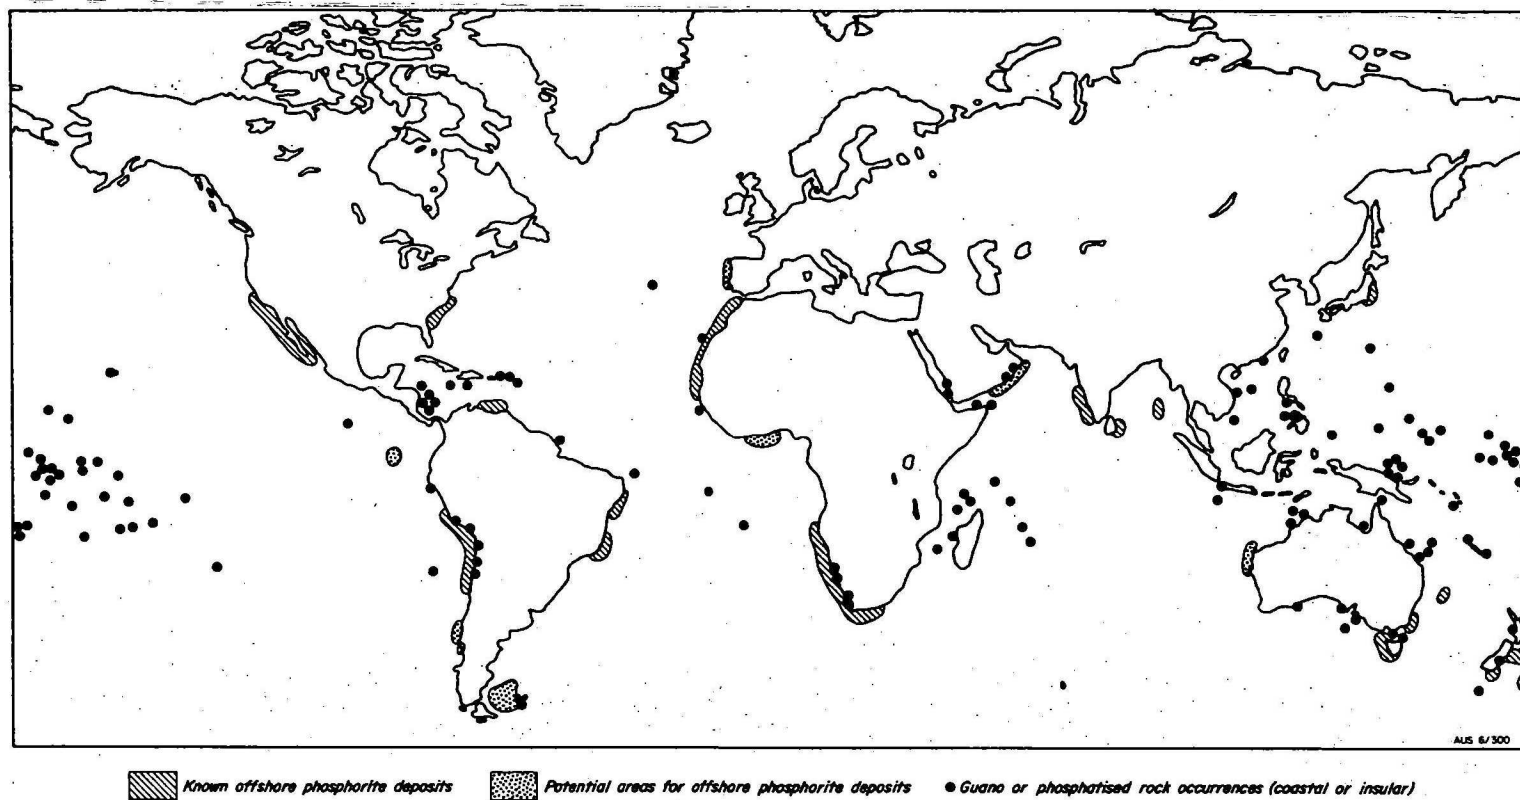 AUS 6/300
Known offshore phosphorite deposits Potential areas for offshore phosphorite deposits Guano or phosphatised rock occurrences (coastal or insular)